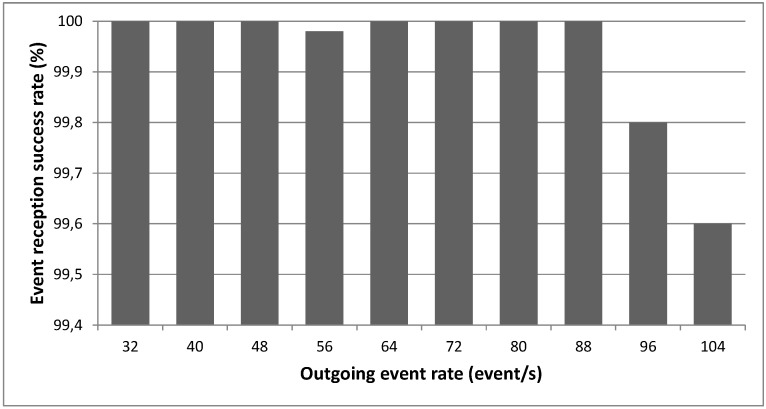 Event reception success rate (%)
100
99,9
99,8
99,7
99,6
99,5
99,4
32 40 48 56 64 72 80 88 96 104
Outgoing event rate (event/s)